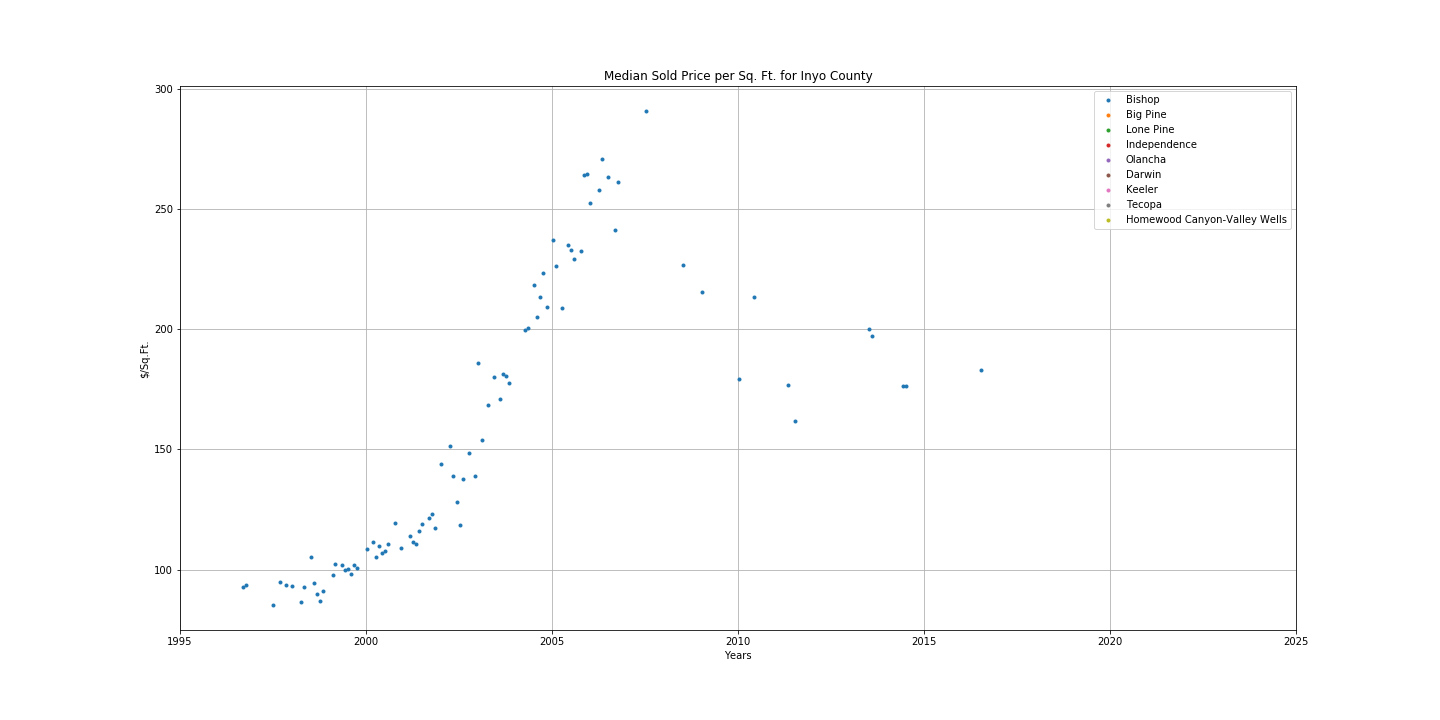 Median Sold Price per Sq. Ft. for Inyo County
300
250
200
150
100
$/Sq.Ft.
1995 2000 2005 2010 2015 2020 2025
Years
Bishop
Big Pine
Lone Pine
Independence
Olancha
Darwin
Keeler
Tecopa
Homewood Canyon-Valley Wells